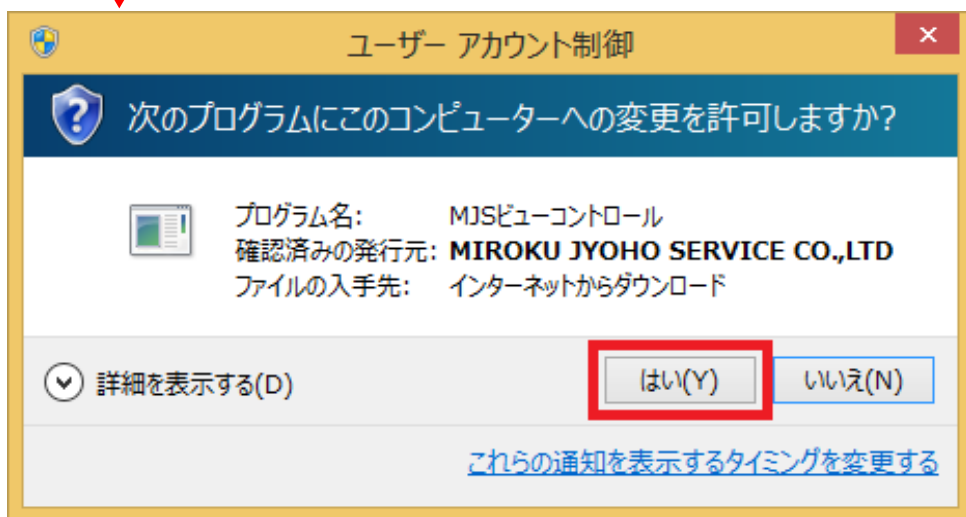 ユーザー アカウント制御
次のプログラムにこのコンピューターへの変更を許可しますか?
プログラム名: MJSビューコントロール
確認済みの発行元: MIROKU JYOHO SERVICE CO.,LTD
ファイルの入手先: インターネットからダウンロード
詳細を表示する(D) はい(Y) いいえ(N)
これらの通知を表示するタイミングを変更する